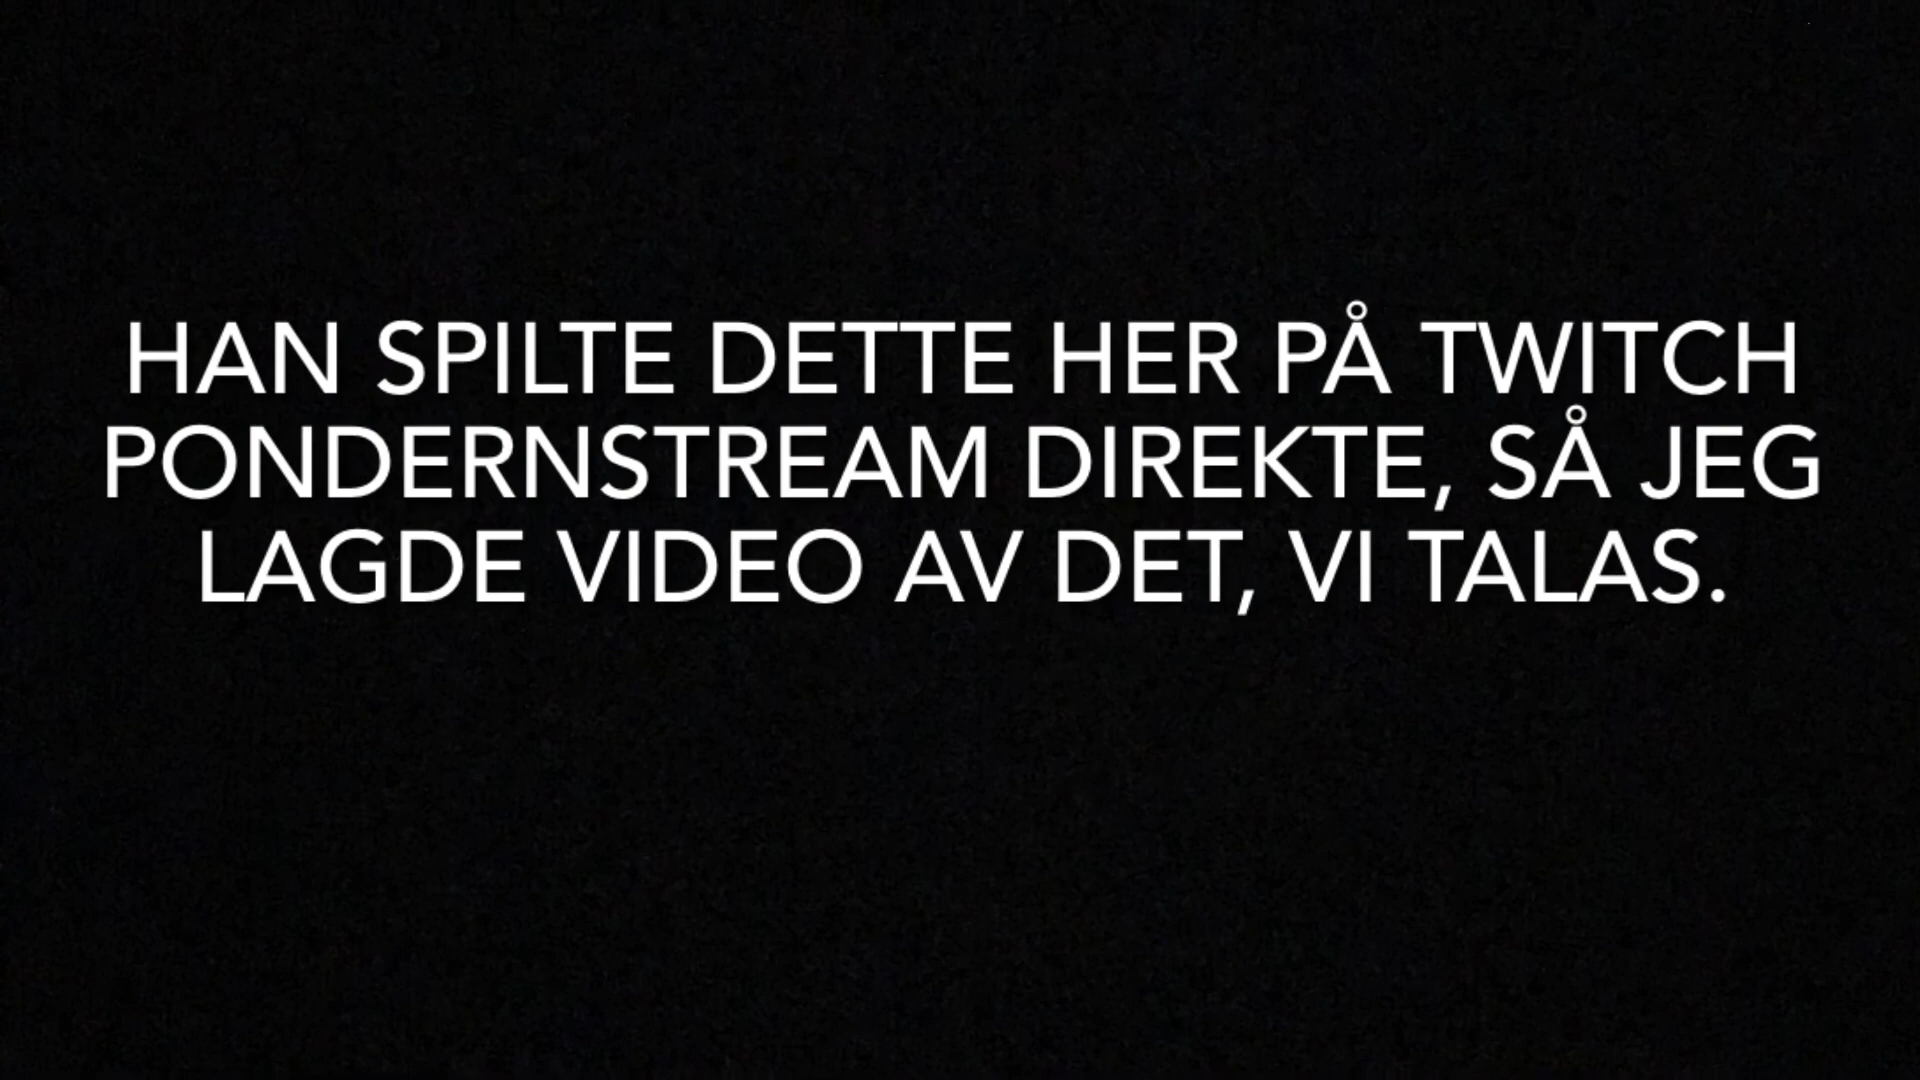 HAN SPILTE DETTE HER PÅ TWITCH
PONDERNSTREAM DIREKTE, SÅ JEG
LAGDE VIDEO AV DET, VI TALAS.